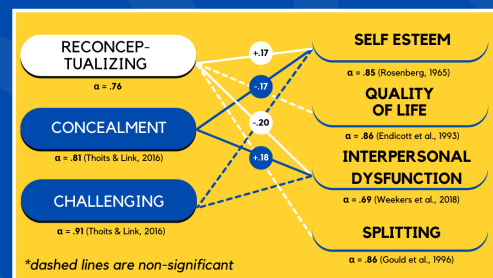 RECONCEP-
TUALIZING
α = .76
CONCEALMENT
α = .81 (Thoits & Link, 2016)
CHALLENGING
α = .91 (Thoits & Link, 2016)
+.17
-.17
-.20
+.18
SELF ESTEEM
α = .85 (Rosenberg, 1965)
QUALITY
OF LIFE
α = .86 (Endicott et al., 1993)
INTERPERSONAL
DYSFUNCTION
α = .69 (Weekers et al., 2018)
SPLITTING
α = .86 (Gould et al., 1996)
*dashed lines are non-significant